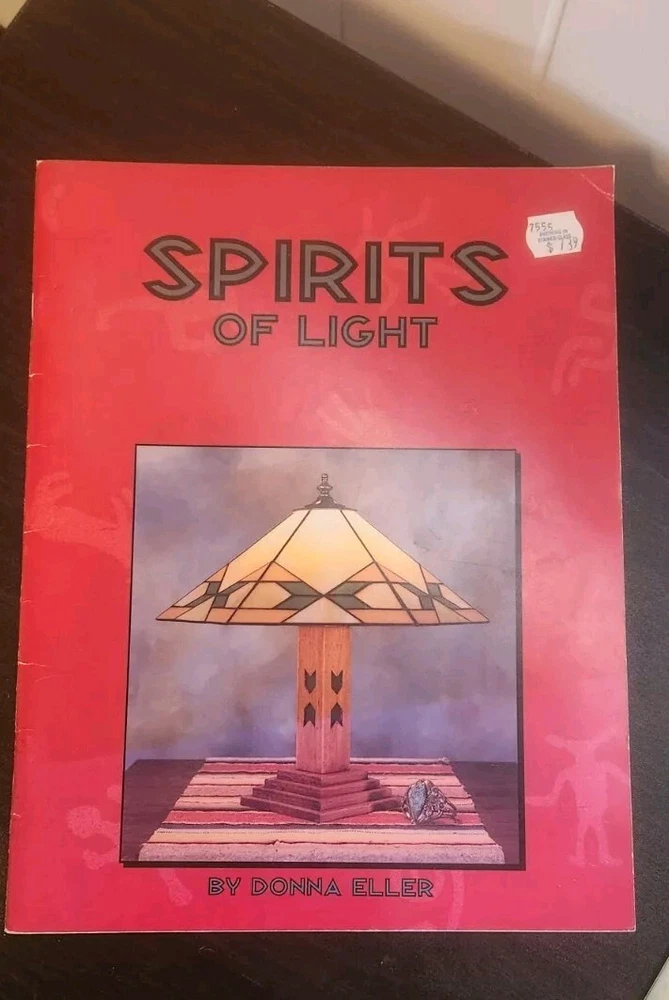 SPIRITS
OF LIGHT
7555
$
BY DONNA ELLER